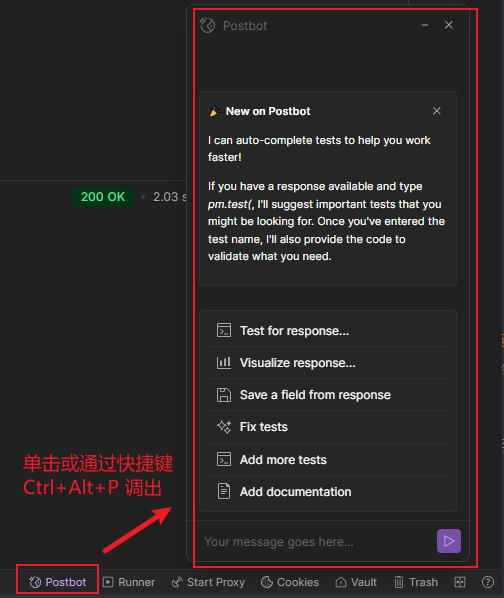 Postbot
New on Postbot
I can auto-complete tests to help you work
faster!
If you have a response available and type
pm.test(, I'll suggest important tests that you
might be looking for. Once you've entered the
test name, I'll also provide the code to
validate what you need.
200 OK
2.03 s
Test for response...
Visualize response...
Save a field from response
Fix tests
Add more tests
Add documentation
单击或通过快捷键
Ctrl+Alt+P 调出
Your message goes here...
Postbot
Runner
Start Proxy
Cookies
Vault
Trash